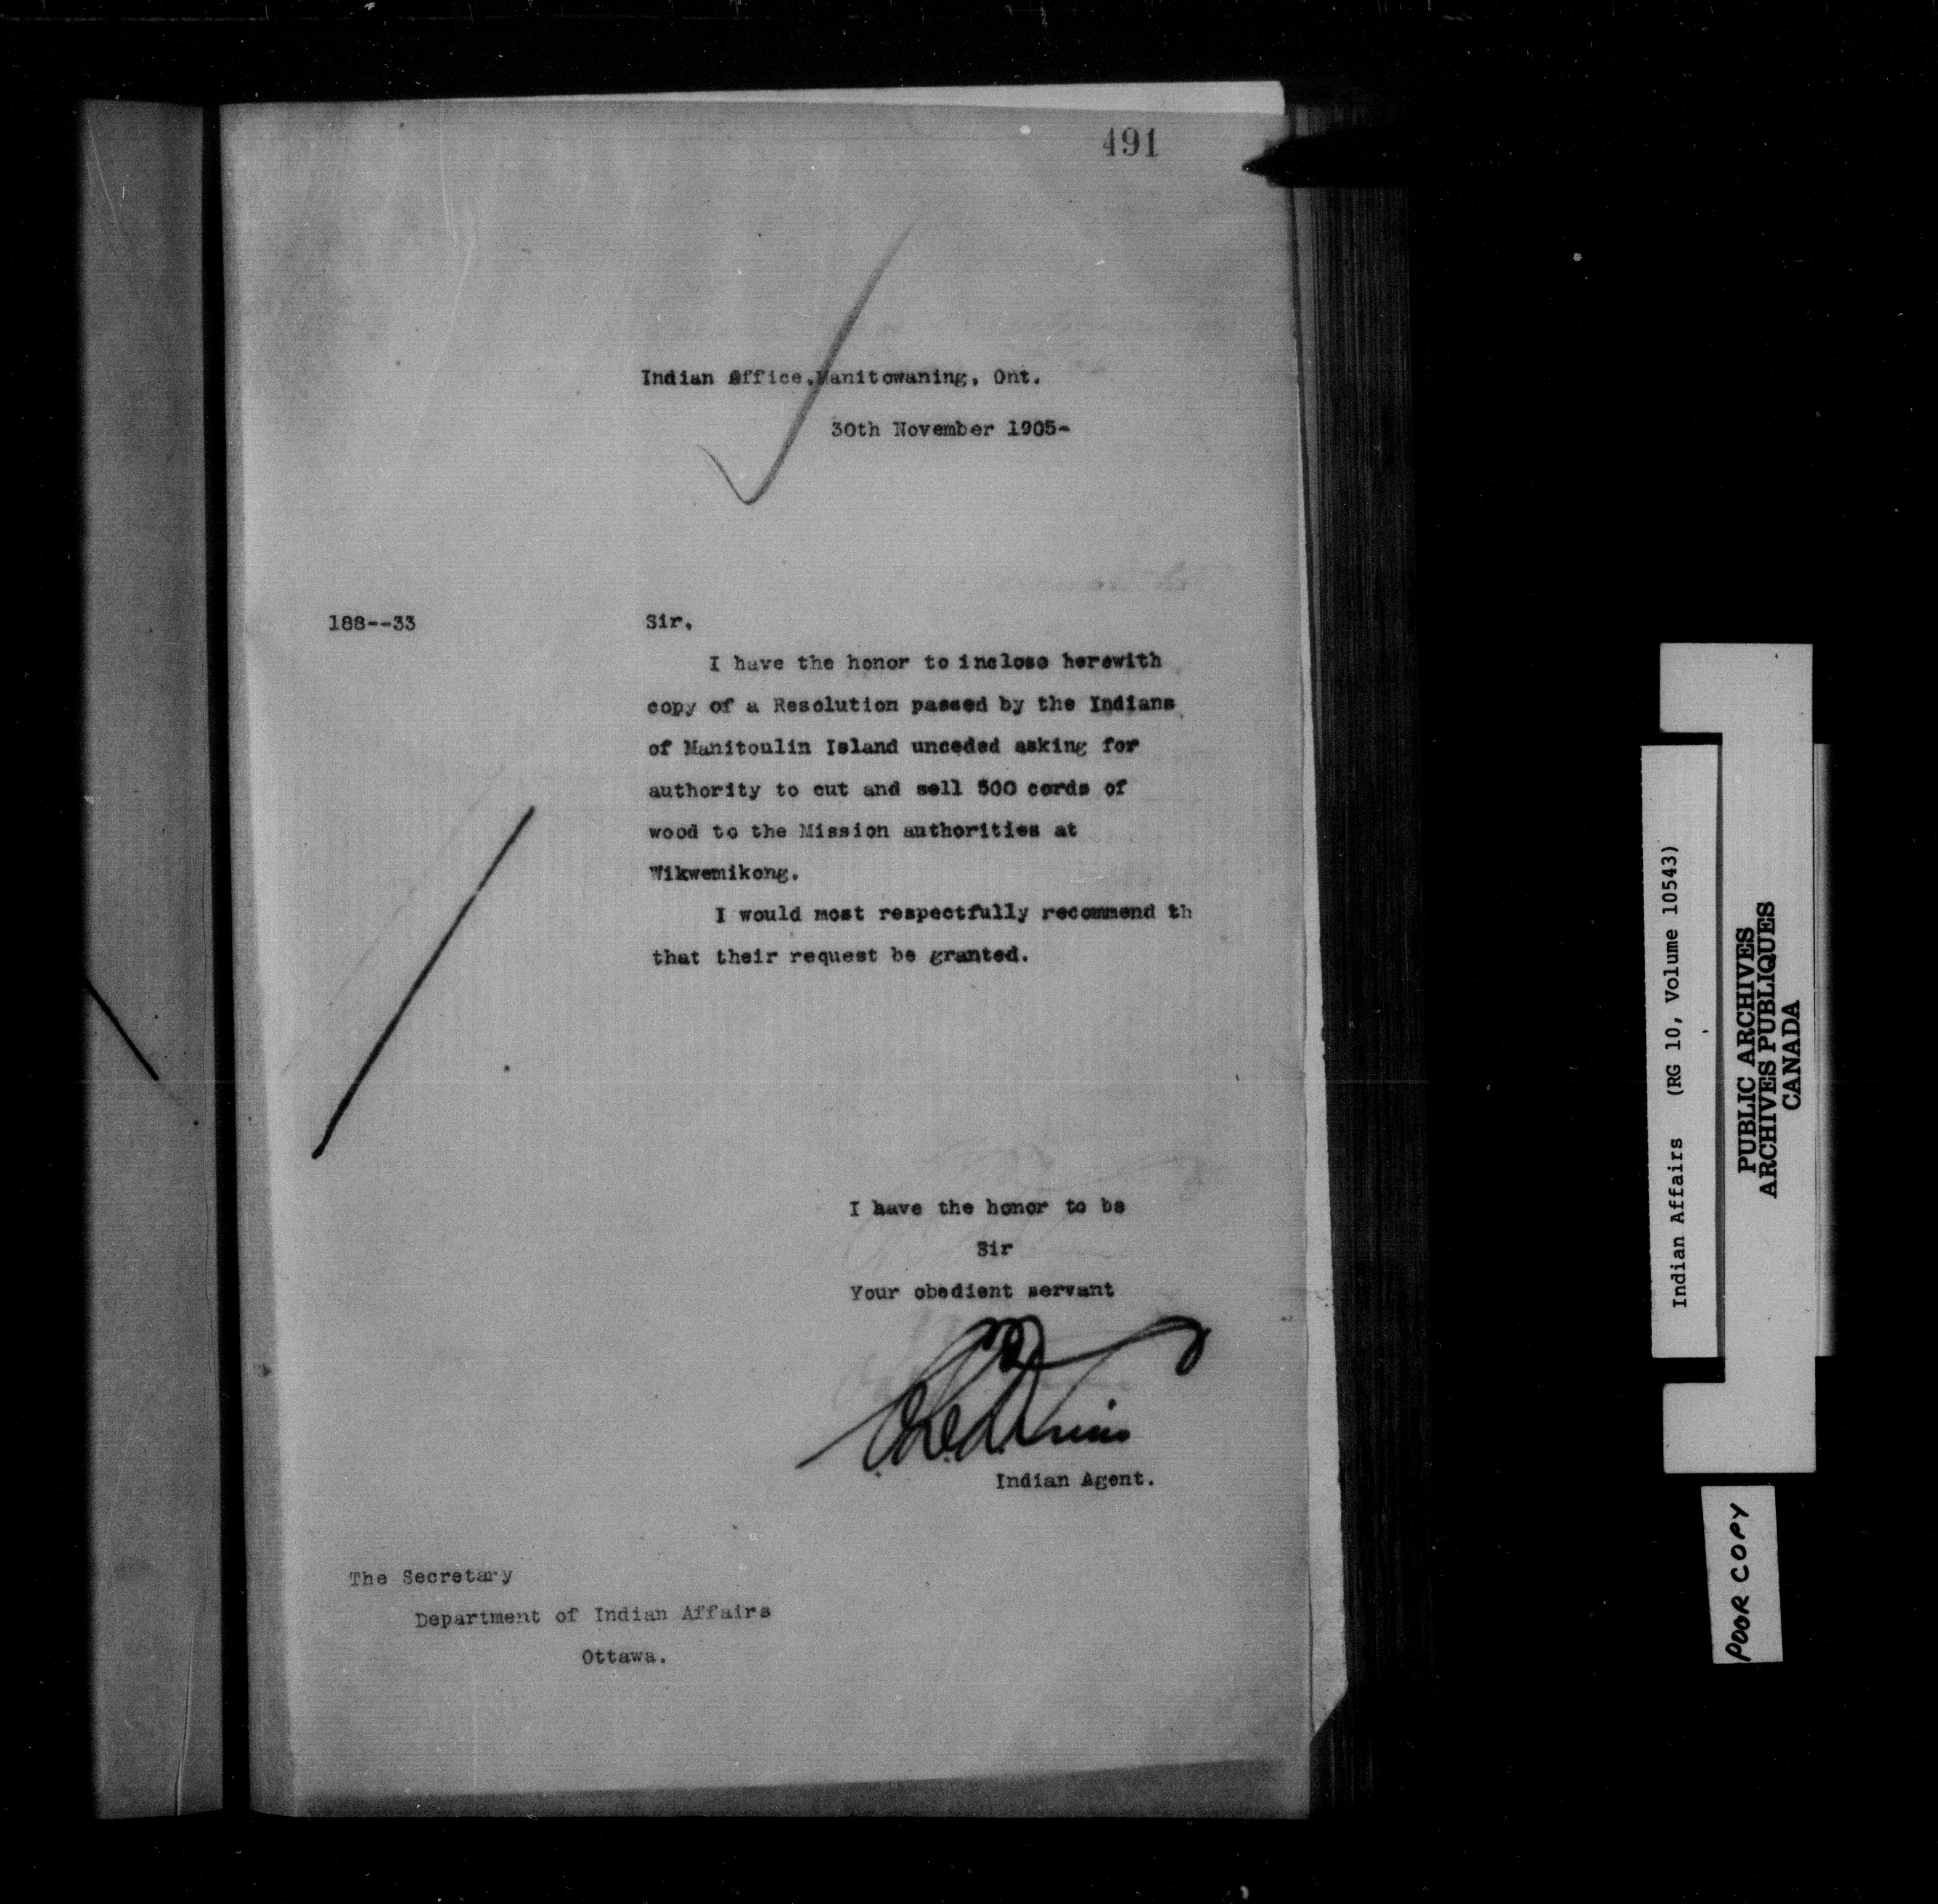 491
Indian Office, Manitowaning, Ont.
30th November 1905-
188--33
Sir,
I have the honor to inclose herewith
copy of a Resolution passed by the Indians
of Manitoulin Island unceded asking for
authority to cut and sell 500 cords of
wood to the Mission authorities at
Wikwemikong.
I would most respectfully recommend th
that their request be granted.
I have the honor to be
Sir
Your obedient servant
Indian Agent.
The Secretary
Department of Indian Affairs
Ottawa.
Indian Affairs (RG 10, Volume 10543)
PUBLIC ARCHIVES
ARCHIVES PUBLIQUES
CANADA
POOR COPY